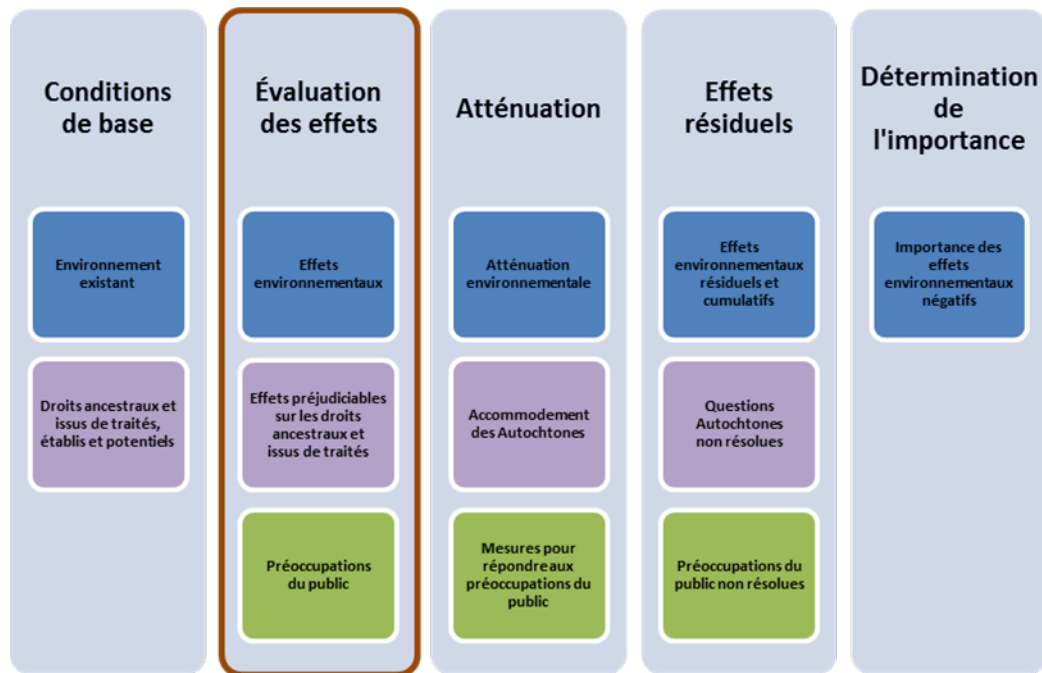 Conditions
de base
Environnement
existant
Droits ancestraux et
issus de traités,
établis et potentiels
Évaluation
des effets
Effets
environnementaux
Effets préjudiciables
sur les droits
ancestraux et
issus de traités
Préoccupations
du public
Atténuation
Atténuation
environnementale
Accommodement
des Autochtones
Mesures pour
répondre aux
préoccupations du
public
Effets
résiduels
Effets
environnementaux
résiduels et
cumulatifs
Questions
Autochtones
non résolues
Préoccupations du
public non résolues
Détermination
de
l'importance
Importance des
effets
environnementaux
négatifs